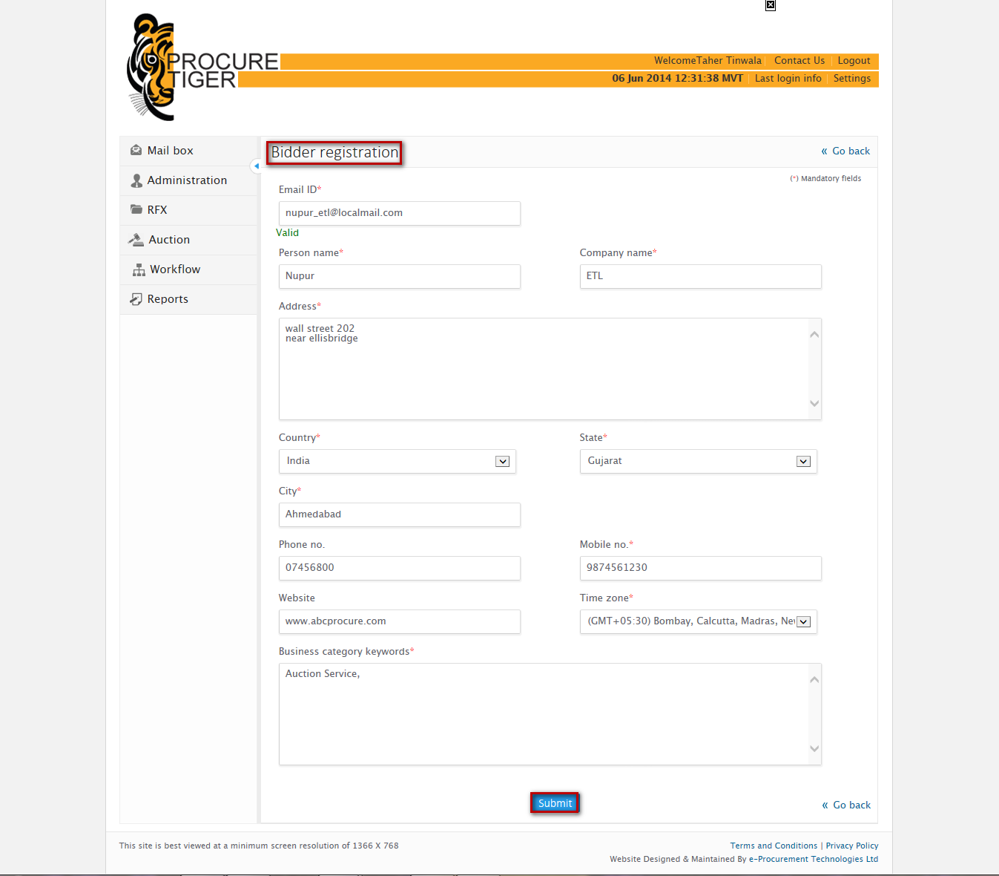 PROCURE
TIGER
WelcomeTaher Tinwala Contact Us Logout
06 Jun 2014 12:31:38 MVT Last login info Settings
Mail box
Administration
RFX
Auction
Workflow
Reports
Bidder registration
« Go back
(*) Mandatory fields
Email ID*
nupur_etl@localmail.com
Valid
Person name* Company name*
Nupur ETL
Address*
wall street 202
near ellisbridge
Country* State*
India Gujarat
City*
Ahmedabad
Phone no. Mobile no.*
07456800 9874561230
Website Time zone*
www.abcprocure.com (GMT+05:30) Bombay, Calcutta, Madras, Nev
Business category keywords*
Auction Service,
Submit
« Go back
This site is best viewed at a minimum screen resolution of 1366 X 768
Terms and Conditions | Privacy Policy
Website Designed & Maintained By e-Procurement Technologies Ltd